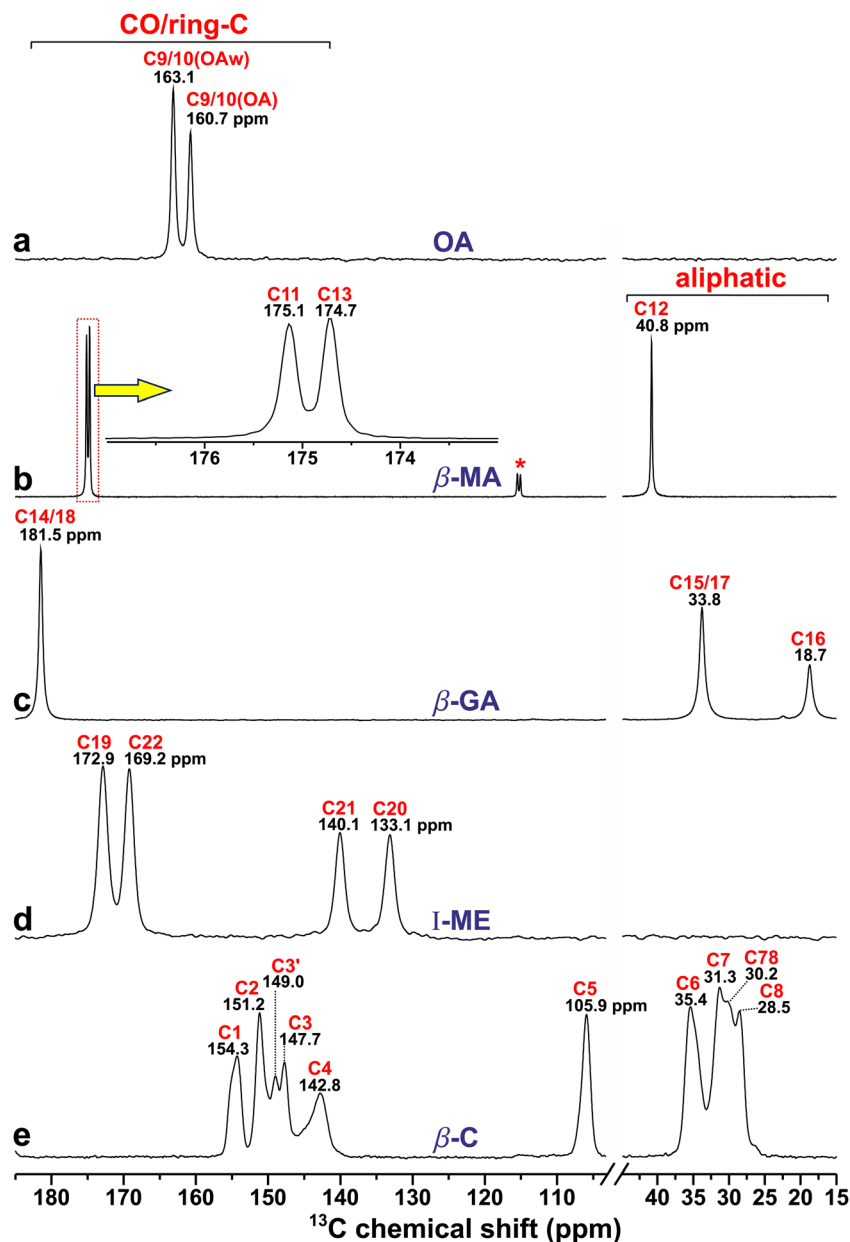 CO/ring-C
C9/10(OAw)
163.1
C9/10(OA)
160.7 ppm
a
OA
aliphatic
C11
175.1
C13
174.7
C12
40.8 ppm
176 175 174
*
b
β-MA
C14/18
181.5 ppm
C15/17
33.8
C16
18.7
c
β-GA
C19
172.9
C22
169.2 ppm
C21
140.1
C20
133.1 ppm
d
I-ME
C1
154.3
C2
151.2
C3'
149.0
C3
147.7
C4
142.8
C5
105.9 ppm
C6
35.4
C7
31.3
C78
30.2
C8
28.5
e
β-C
180 170 160 150 140 130 120 110 40 35 30 25 20 15
13C chemical shift (ppm)